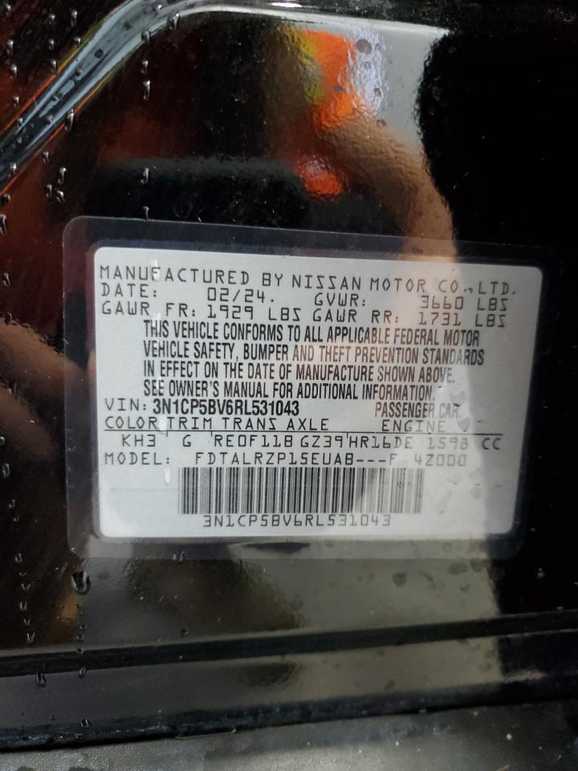 MANUFACTURED BY NISSAN MOTOR CO.,LTD.
DATE: 02/24. GVWR: 3660 LBS
GAWR FR: 1929 LBS GAWR RR: 1731 LBS
THIS VEHICLE CONFORMS TO ALL APPLICABLE FEDERAL MOTOR
VEHICLE SAFETY, BUMPER AND THEFT PREVENTION STANDARDS
IN EFFECT ON THE DATE OF MANUFACTURE SHOWN ABOVE.
SEE OWNER'S MANUAL FOR ADDITIONAL INFORMATION.
VIN: 3N1CP5BV6RL531043 PASSENGER CAR
COLOR TRIM TRANS AXLE ENGINE
KH3 G RE0F11B GZ39 HR16DE 1598 CC
MODEL: FDTALRZP15EUAB---F 4Z000
3N1CP5BV6RL531043